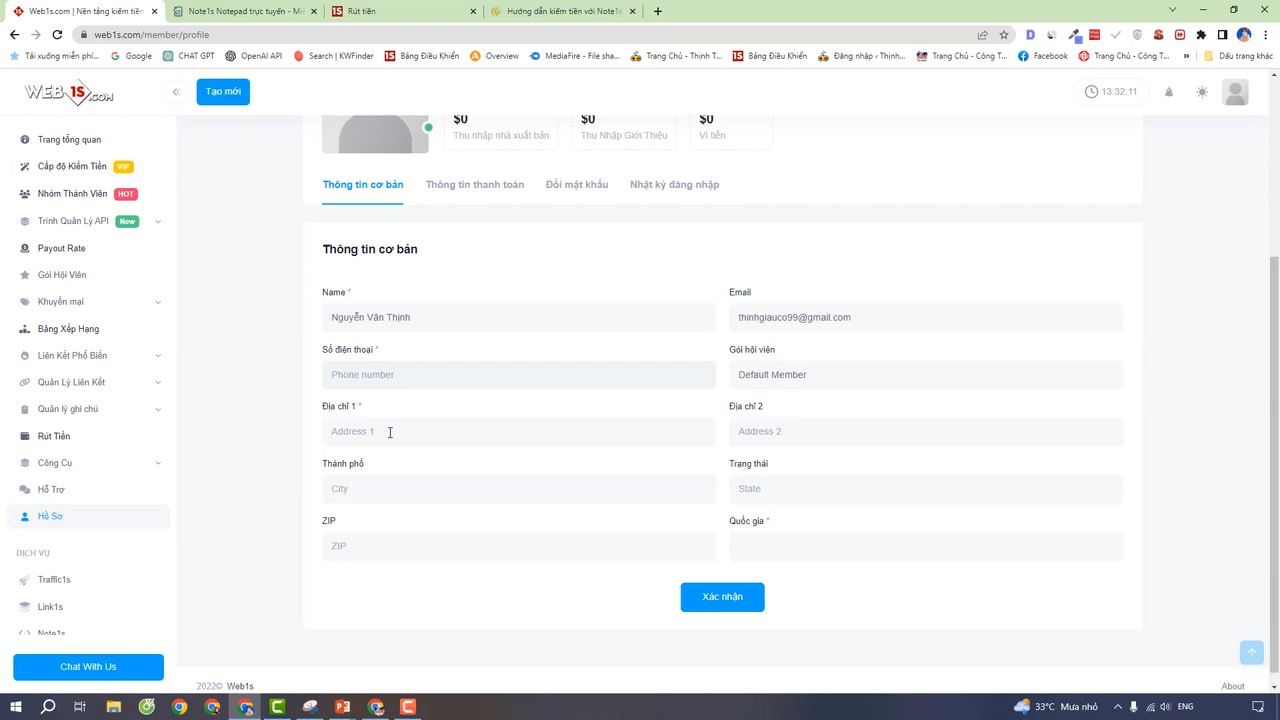 Web1s.com | Nền tảng kiếm tiền
Note1s Notepad trực tuyến - Mi
Rút tiền
Hướng dẫn kiếm tiền với Note1s
web1s.com/member/profile
Tải xuống miễn phí...
Google
CHAT GPT
OpenAI API
Search | KWFinder
Bảng Điều Khiển
Overview
MediaFire - File sha...
Trang Chủ - Thịnh T...
Bảng Điều Khiển
Đăng nhập ‹ Thịnh...
Trang Chủ - Công T...
Facebook
Trang Chủ - Công T...
»
Dấu trang khác
WEB1S.COM
Tạo mới
13:32:11
$0
$0
$0
Thu nhập nhà xuất bản
Thu Nhập Giới Thiệu
Ví tiền
Trang tổng quan
Cấp độ Kiếm Tiền VIP
Nhóm Thành Viên HOT
Trình Quản Lý API New
Payout Rate
Gói Hội Viên
Khuyến mại
Bảng Xếp Hạng
Liên Kết Phổ Biến
Quản Lý Liên Kết
Quản lý ghi chú
Rút Tiền
Công Cụ
Hỗ Trợ
Hồ Sơ
DỊCH VỤ
Traffic1s
Link1s
Note1s
Chat With Us
Thông tin cơ bản
Thông tin thanh toán
Đổi mật khẩu
Nhật ký đăng nhập
Thông tin cơ bản
Name *
Email
Nguyễn Văn Thịnh
thinhgiauco99@gmail.com
Số điện thoại *
Gói hội viên
Phone number
Default Member
Địa chỉ 1 *
Địa chỉ 2
Address 1
Address 2
Thành phố
Trạng thái
City
State
ZIP
Quốc gia *
ZIP
Xác nhận
2022© Web1s
About
33°C Mưa nhỏ
ENG